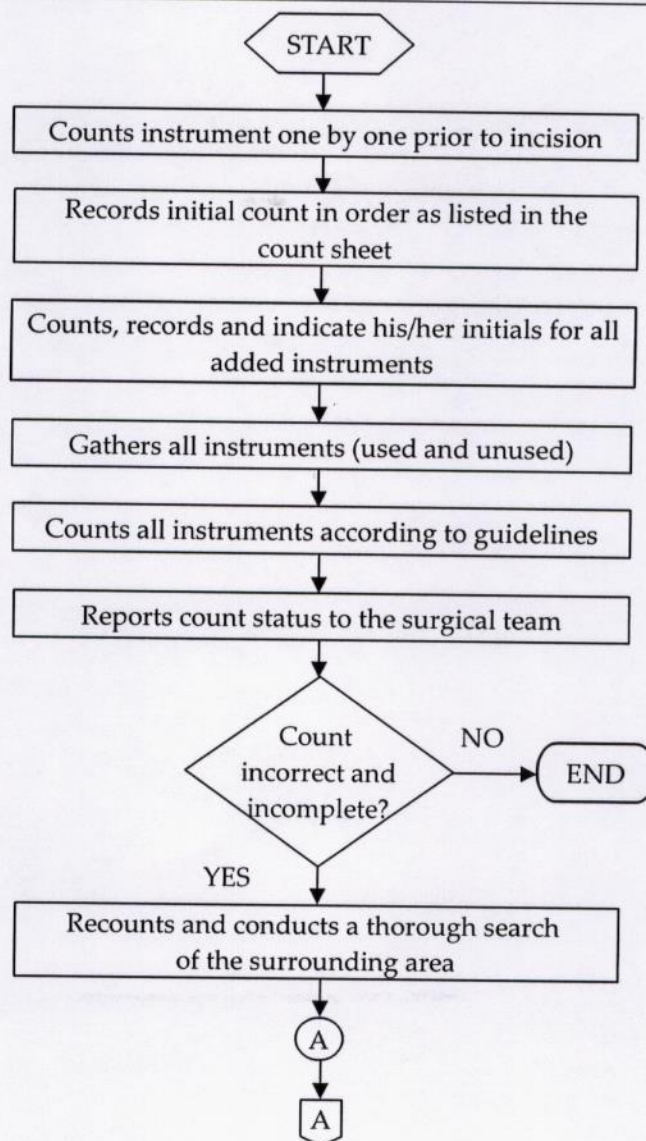 START
Counts instrument one by one prior to incision
Records initial count in order as listed in the
count sheet
Counts, records and indicate his/her initials for all
added instruments
Gathers all instruments (used and unused)
Counts all instruments according to guidelines
Reports count status to the surgical team
Count
incorrect and
incomplete?
NO
END
YES
Recounts and conducts a thorough search
of the surrounding area
A
A